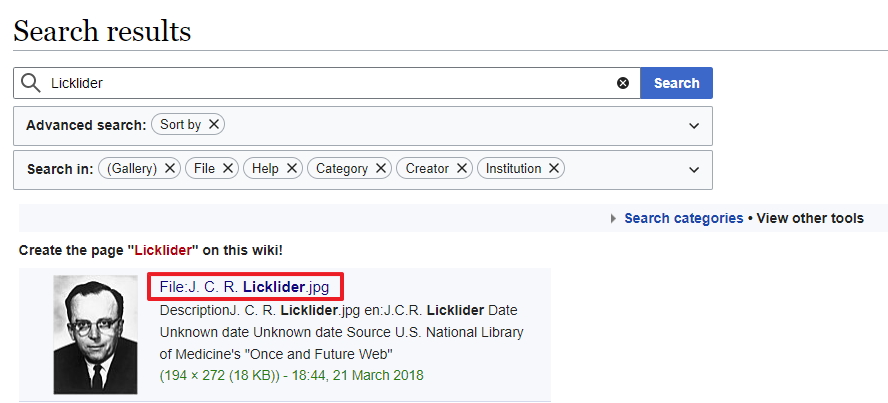 Search results
Licklider
Search
Advanced search: Sort by
Search in: (Gallery) File Help Category Creator Institution
Search categories • View other tools
Create the page "Licklider" on this wiki!
File:J. C. R. Licklider.jpg
DescriptionJ. C. R. Licklider.jpg en:J.C.R. Licklider Date
Unknown date Unknown date Source U.S. National Library
of Medicine's "Once and Future Web"
(194 × 272 (18 KB)) - 18:44, 21 March 2018